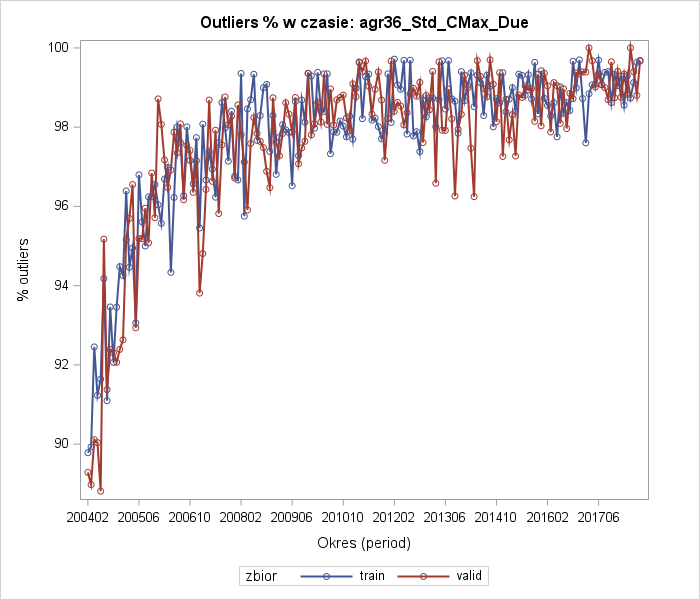 Outliers % w czasie: agr36_Std_CMax_Due
100
98
96
94
92
90
% outliers
200402 200506 200610 200802 200906 201010 201202 201306 201410 201602 201706
Okres (period)
zbior train valid